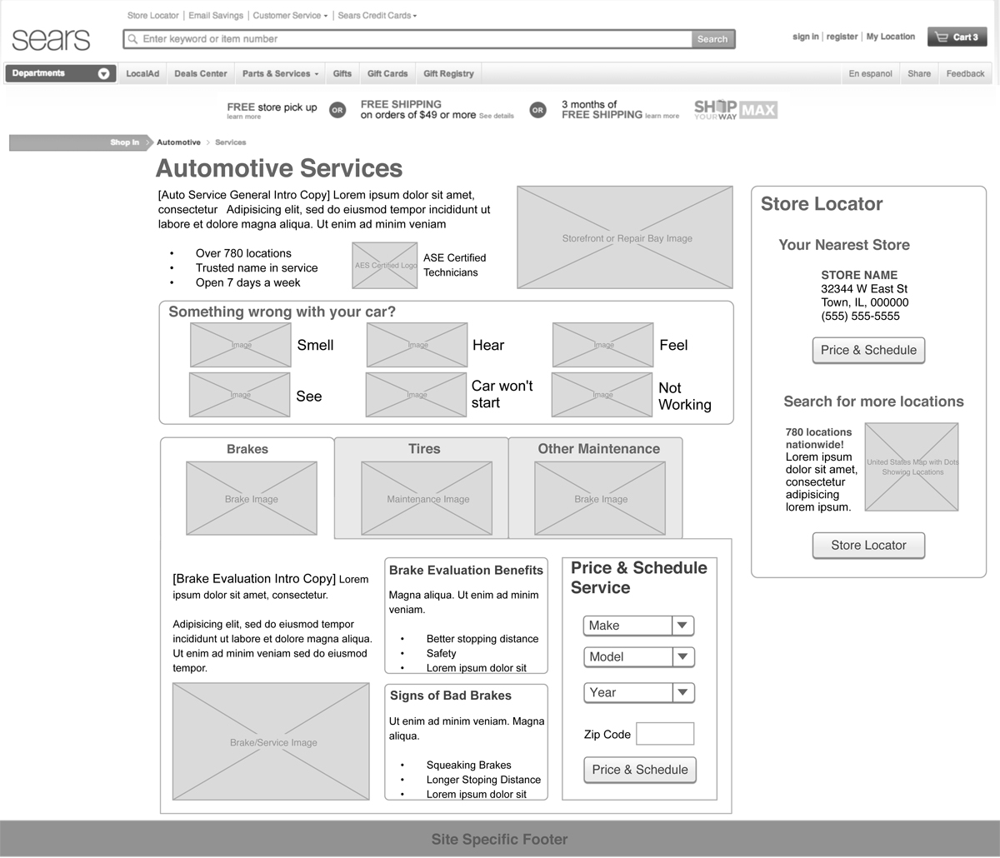 Store Locator | Email Savings | Customer Service | Sears Credit Cards
sears
Enter keyword or item number
Search
sign in | register | My Location
Cart 3
Departments
LocalAd
Deals Center
Parts & Services
Gifts
Gift Cards
Gift Registry
En espanol
Share
Feedback
FREE store pick up
learn more
OR
FREE SHIPPING
on orders of $49 or more See details
OR
3 months of
FREE SHIPPING learn more
SHOP
YOUR WAY MAX
Shop In
Automotive > Services
Automotive Services
[Auto Service General Intro Copy] Lorem ipsum dolor sit amet,
consectetur Adipisicing elit, sed do eiusmod tempor incididunt ut
labore et dolore magna aliqua. Ut enim ad minim veniam
• Over 780 locations
• Trusted name in service
• Open 7 days a week
AES Certified Logo
ASE Certified
Technicians
Storefront or Repair Bay Image
Something wrong with your car?
Image
Smell
Image
Hear
Image
Feel
Image
See
Image
Car won't
start
Image
Not
Working
Brakes
Brake Image
Tires
Maintenance Image
Other Maintenance
Brake Image
[Brake Evaluation Intro Copy] Lorem
ipsum dolor sit amet, consectetur.
Adipisicing elit, sed do eiusmod tempor
incididunt ut labore et dolore magna aliqua.
Ut enim ad minim veniam sed do eiusmod
tempor.
Brake/Service Image
Brake Evaluation Benefits
Magna aliqua. Ut enim ad minim
veniam.
• Better stopping distance
• Safety
• Lorem ipsum dolor sit
Signs of Bad Brakes
Ut enim ad minim veniam. Magna
aliqua.
• Squeaking Brakes
• Longer Stoping Distance
• Lorem ipsum dolor sit
Price & Schedule
Service
Make
Model
Year
Zip Code
Price & Schedule
Store Locator
Your Nearest Store
STORE NAME
32344 W East St
Town, IL, 000000
(555) 555-5555
Price & Schedule
Search for more locations
780 locations
nationwide!
Lorem ipsum
dolor sit amet,
consectetur
adipisicing
lorem ipsum.
United States Map with Dots
Showing Locations
Store Locator
Site Specific Footer